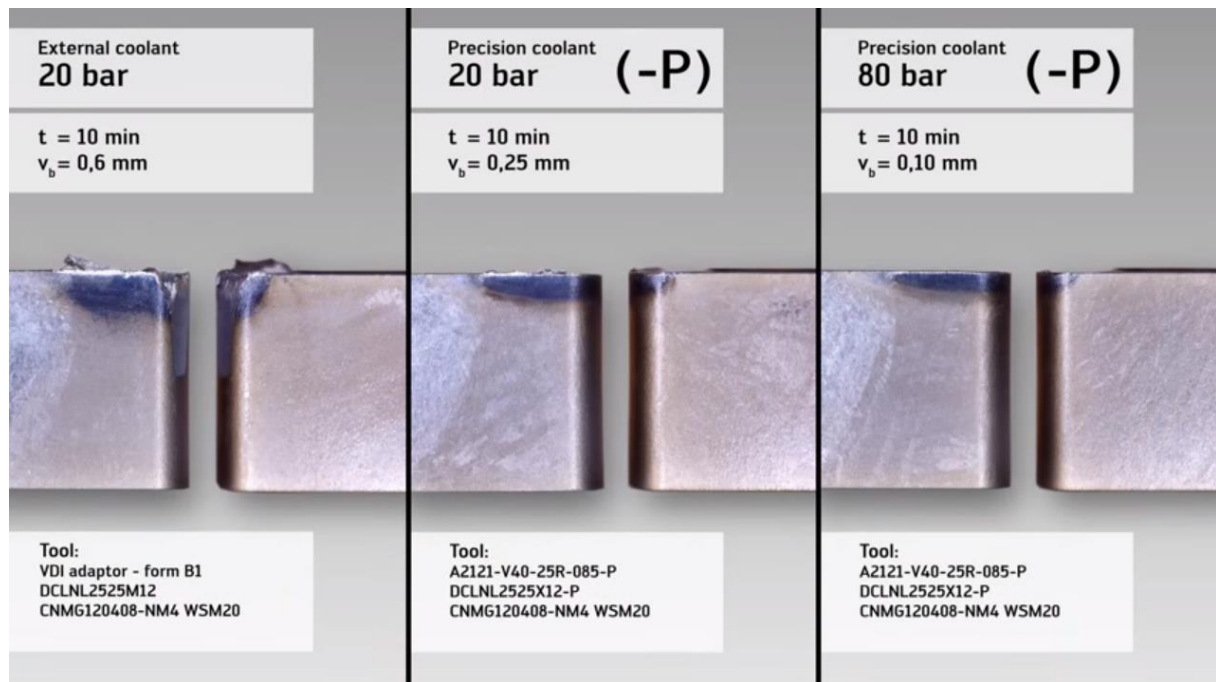 External coolant
20 bar
t = 10 min
vb= 0,6 mm
Tool:
VDI adaptor - form B1
DCLNL2525M12
CNMG120408-NM4 WSM20
Precision coolant
20 bar (-P)
t = 10 min
vb= 0,25 mm
Tool:
A2121-V40-25R-085-P
DCLNL2525X12-P
CNMG120408-NM4 WSM20
Precision coolant
80 bar (-P)
t = 10 min
vb= 0,10 mm
Tool:
A2121-V40-25R-085-P
DCLNL2525X12-P
CNMG120408-NM4 WSM20